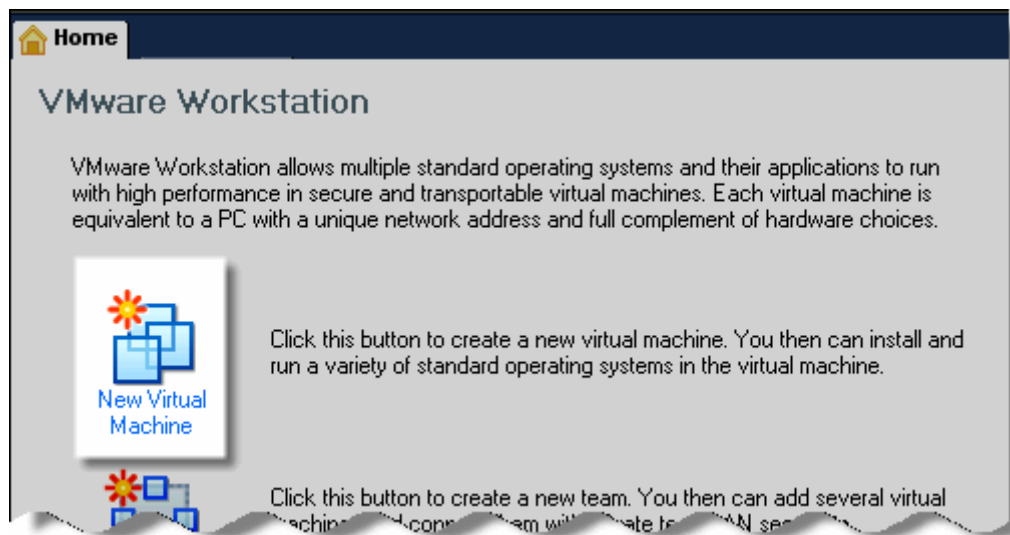 Home
VMware Workstation
VMware Workstation allows multiple standard operating systems and their applications to run
with high performance in secure and transportable virtual machines. Each virtual machine is
equivalent to a PC with a unique network address and full complement of hardware choices.
Click this button to create a new virtual machine. You then can install and
run a variety of standard operating systems in the virtual machine.
New Virtual
Machine
Click this button to create a new team. You then can add several virtual